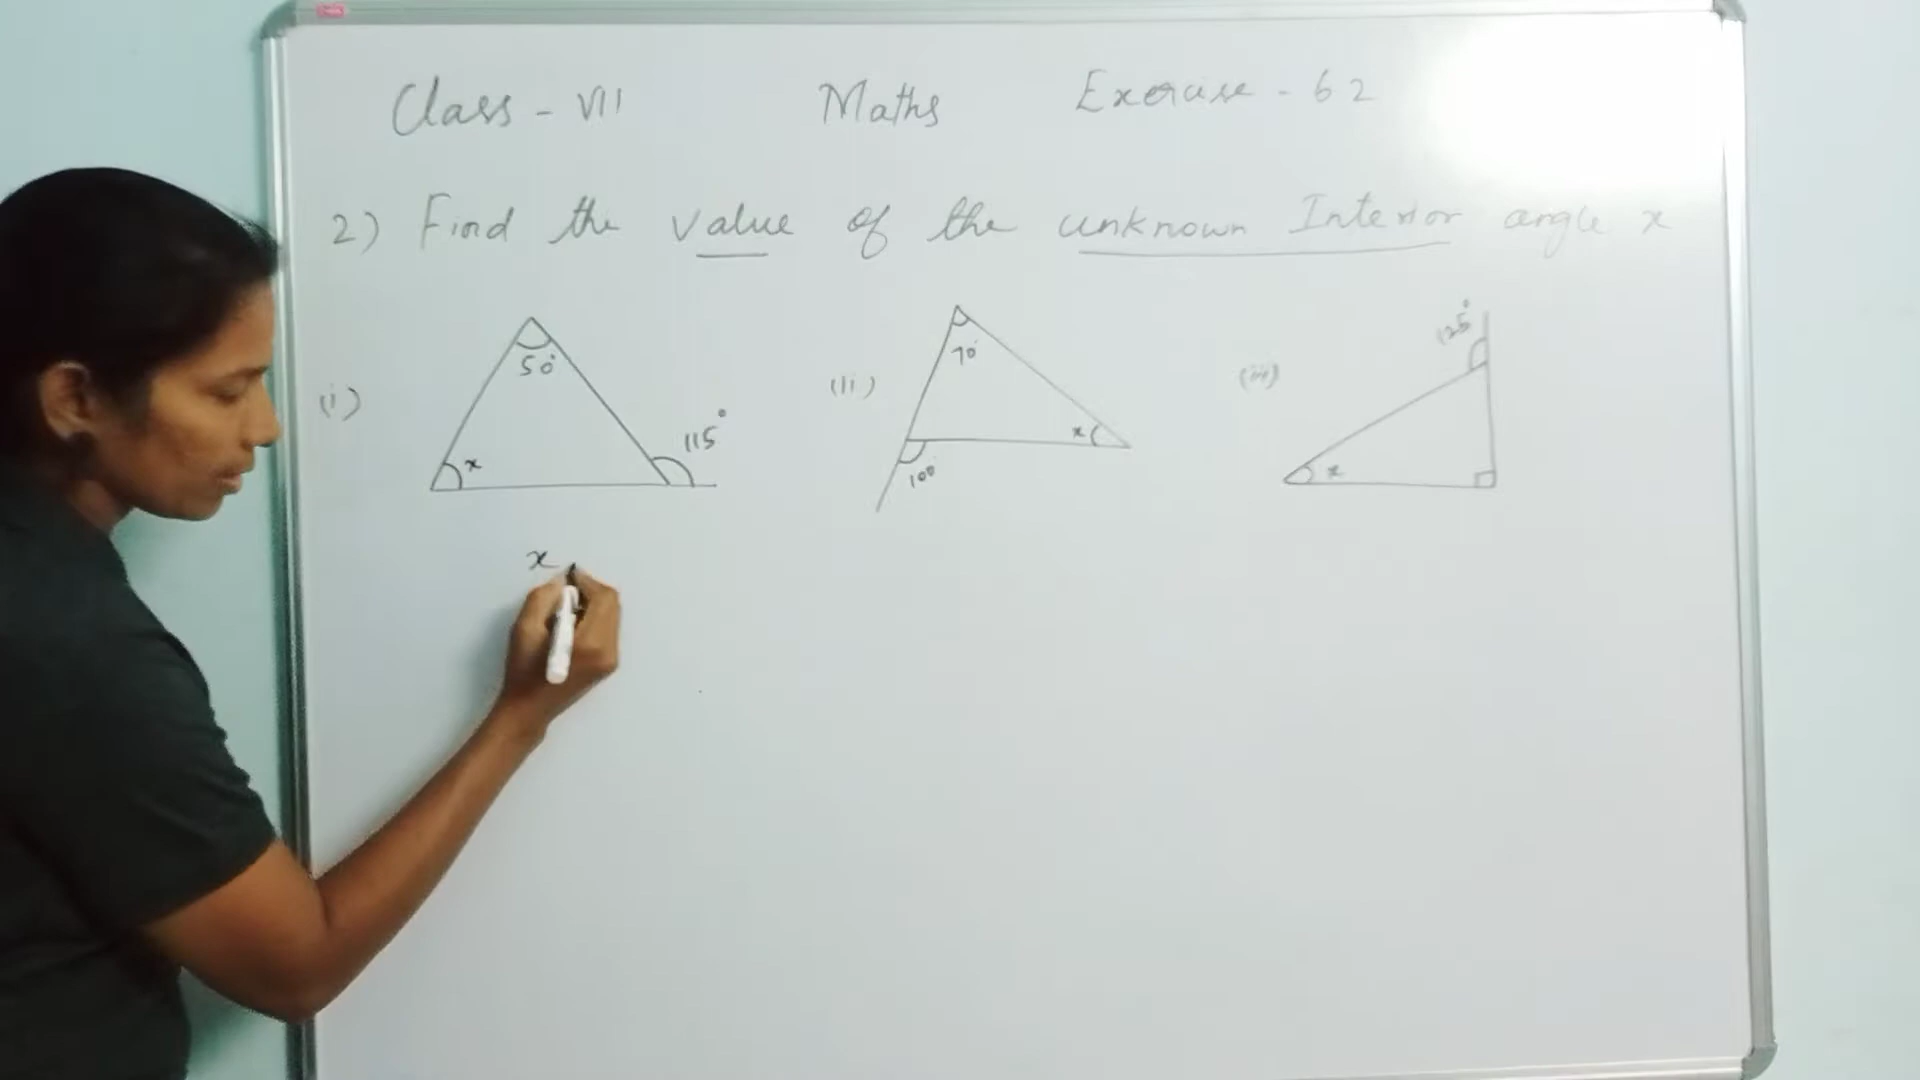 Class - VII Maths Exercise - 6 2
2) Find the value of the unknown Interior angle x
(i) 50° x 115°
(ii) 70° x 100°
(iii) 125° x
x